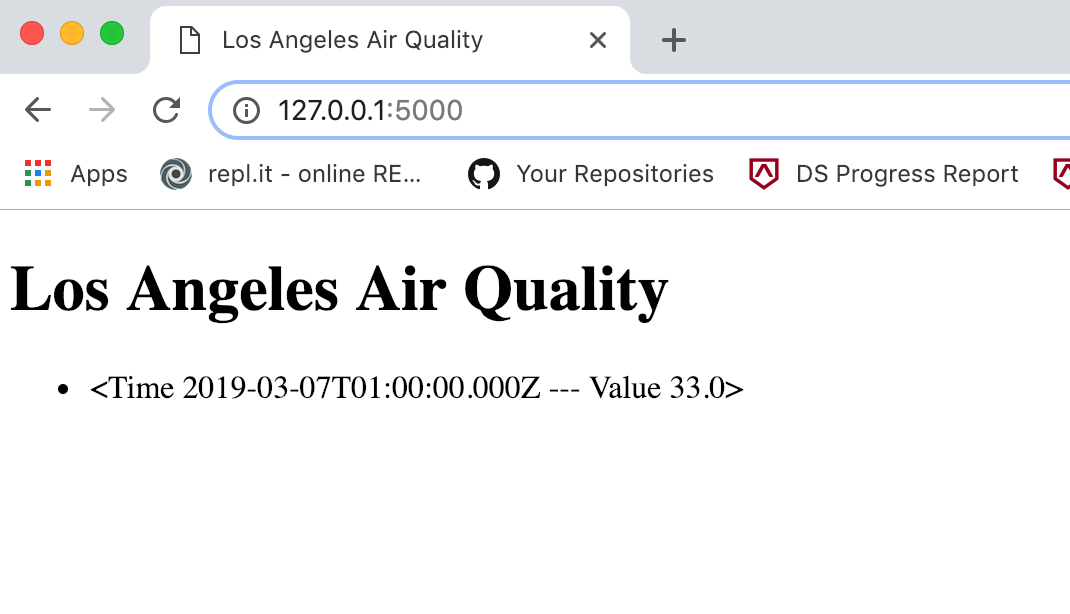 Los Angeles Air Quality
127.0.0.1:5000
Apps repl.it - online RE... Your Repositories DS Progress Report
Los Angeles Air Quality
• <Time 2019-03-07T01:00:00.000Z --- Value 33.0>